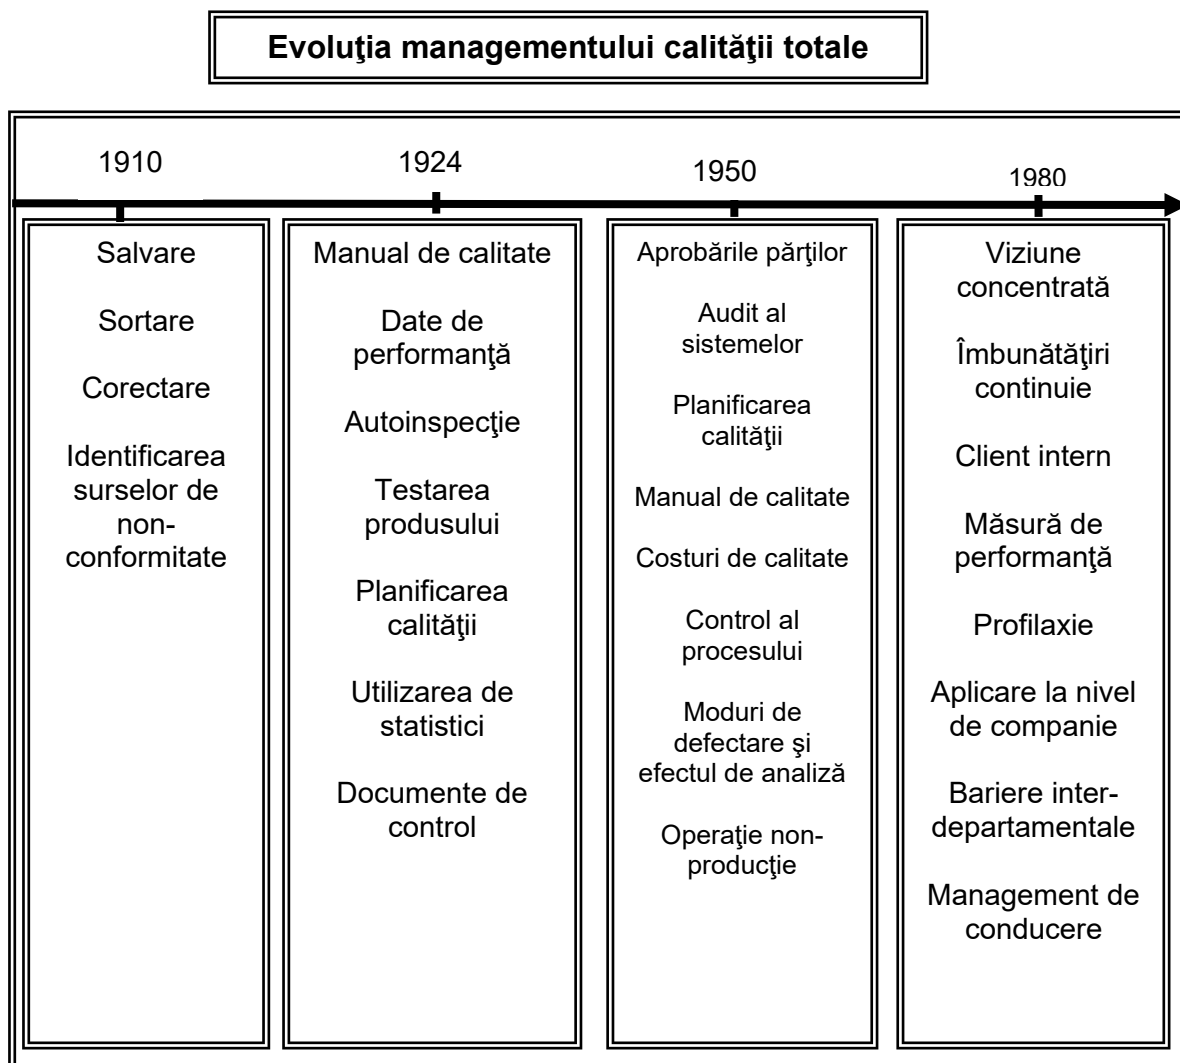 Evoluţia managementului calităţii totale
1910
1924
1950
1980
Salvare
Sortare
Corectare
Identificarea
surselor de
non-
conformitate
Manual de calitate
Date de
performanţă
Autoinspecţie
Testarea
produsului
Planificarea
calităţii
Utilizarea de
statistici
Documente de
control
Aprobările părţilor
Audit al
sistemelor
Planificarea
calităţii
Manual de calitate
Costuri de calitate
Control al
procesului
Moduri de
defectare şi
efectul de analiză
Operaţie non-
producţie
Viziune
concentrată
Îmbunătăţiri
continuie
Client intern
Măsură de
performanţă
Profilaxie
Aplicare la nivel
de companie
Bariere inter-
departamentale
Management de
conducere